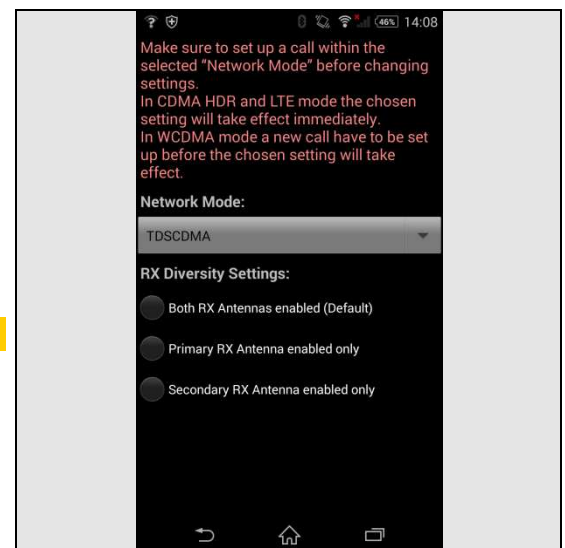 46% 14:08
Make sure to set up a call within the
selected “Network Mode” before changing
settings.
In CDMA HDR and LTE mode the chosen
setting will take effect immediately.
In WCDMA mode a new call have to be set
up before the chosen setting will take
effect.
Network Mode:
TDSCDMA
RX Diversity Settings:
Both RX Antennas enabled (Default)
Primary RX Antenna enabled only
Secondary RX Antenna enabled only